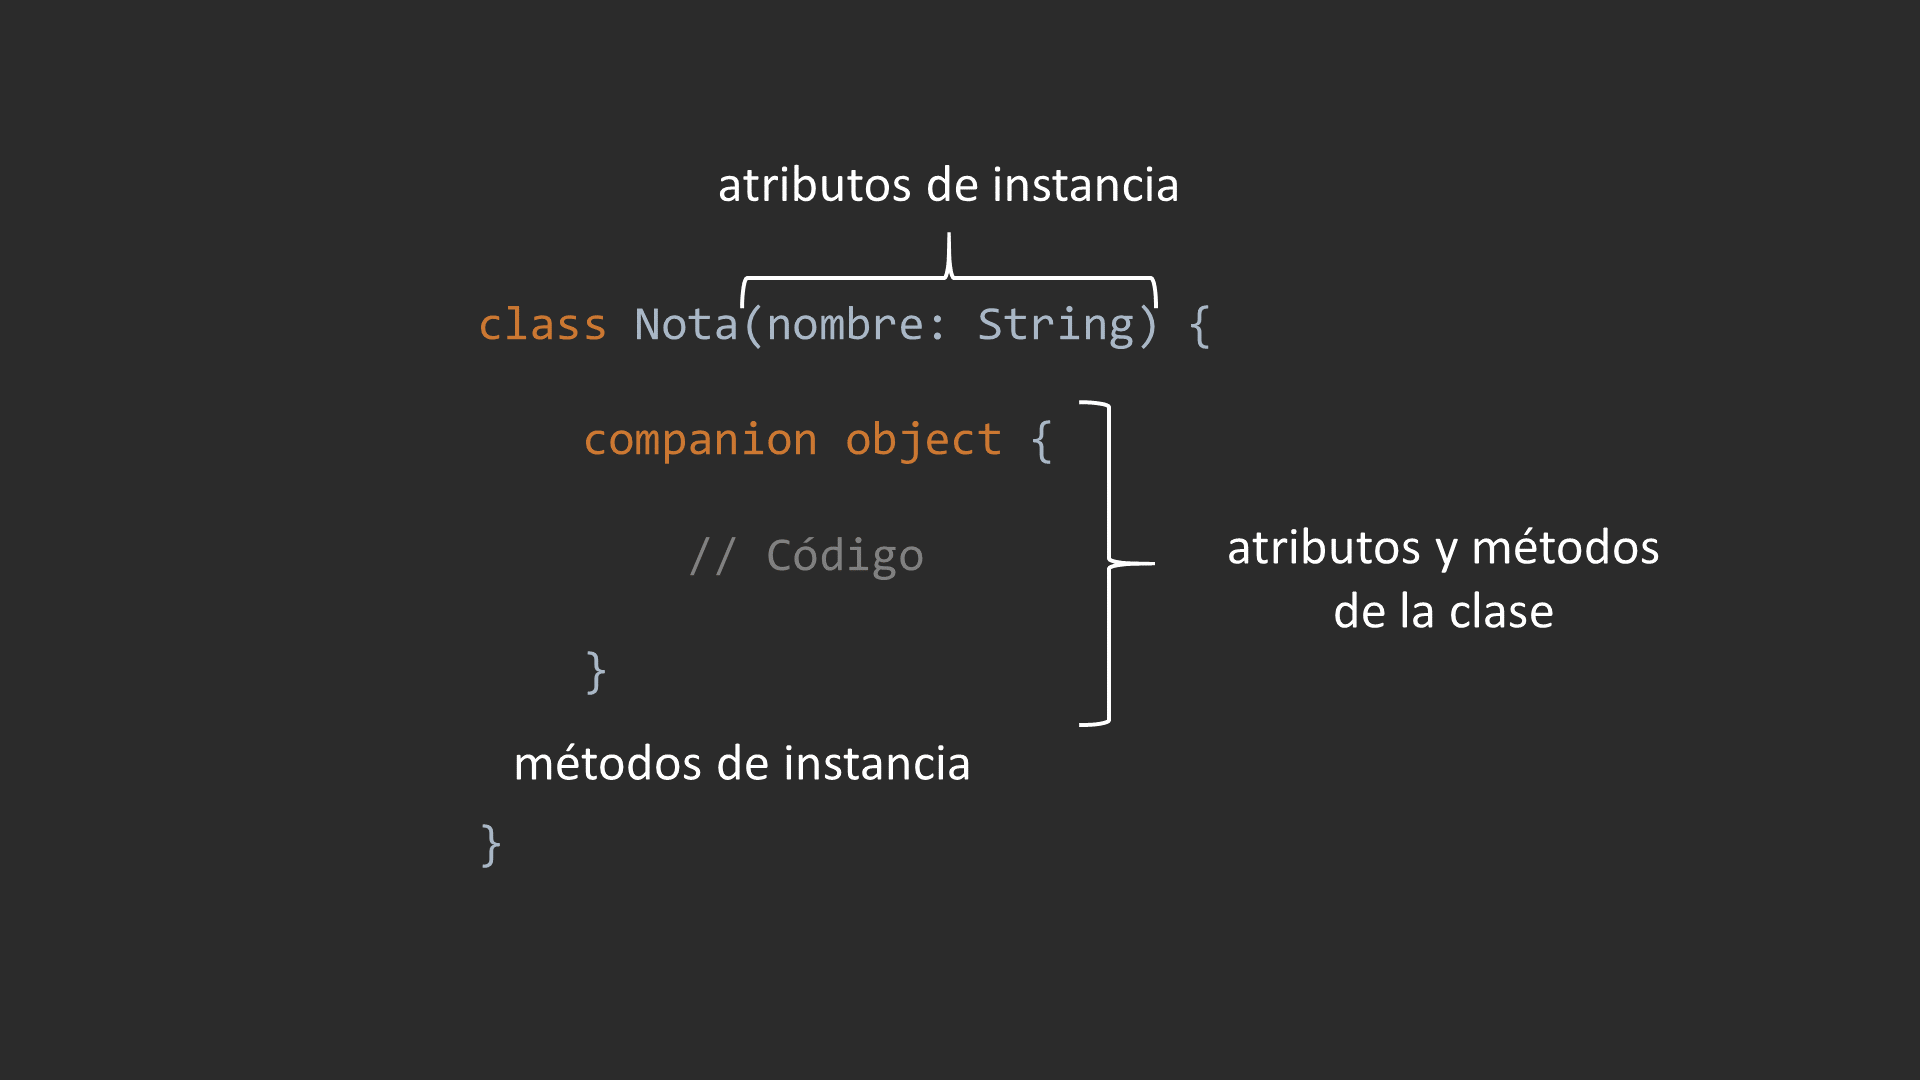 atributos de instancia
class Nota(nombre: String) {
companion object {
// Código
atributos y métodos
de la clase
}
métodos de instancia
}